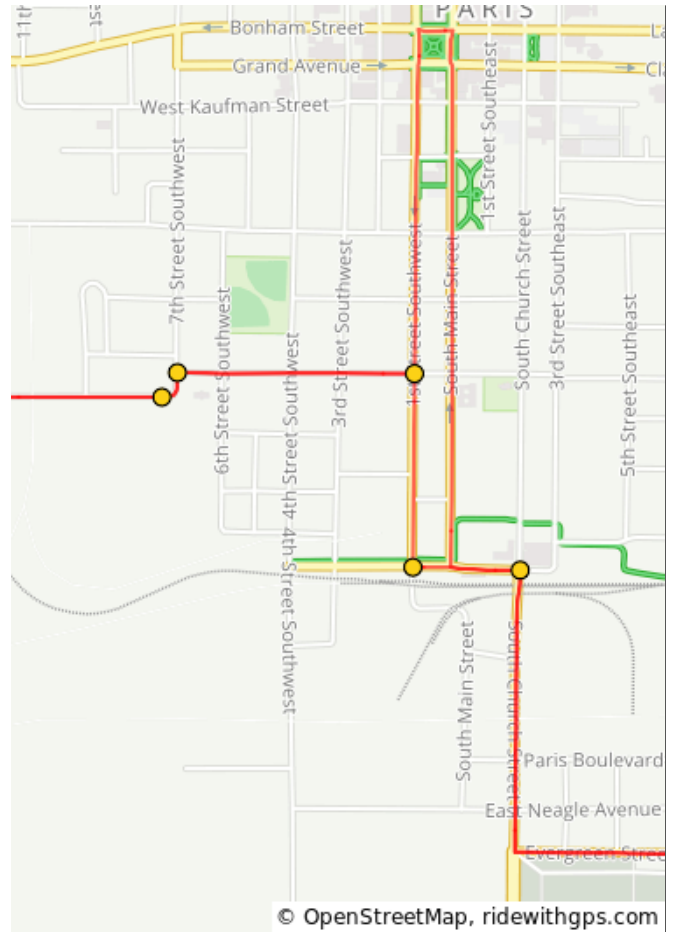 PARIS
11th
Bonham Street
Grand Avenue
West Kaufman Street
1st Street Southeast
7th Street Southwest
6th Street Southwest
4th Street Southwest
4th Street Southwest
3rd Street Southwest
1st Street Southwest
South Main Street
South Church Street
3rd Street Southeast
5th Street Southeast
South Main Street
South Church Street
Paris Boulevard
East Neagle Avenue
Evergreen Stree
© OpenStreetMap, ridewithgps.com